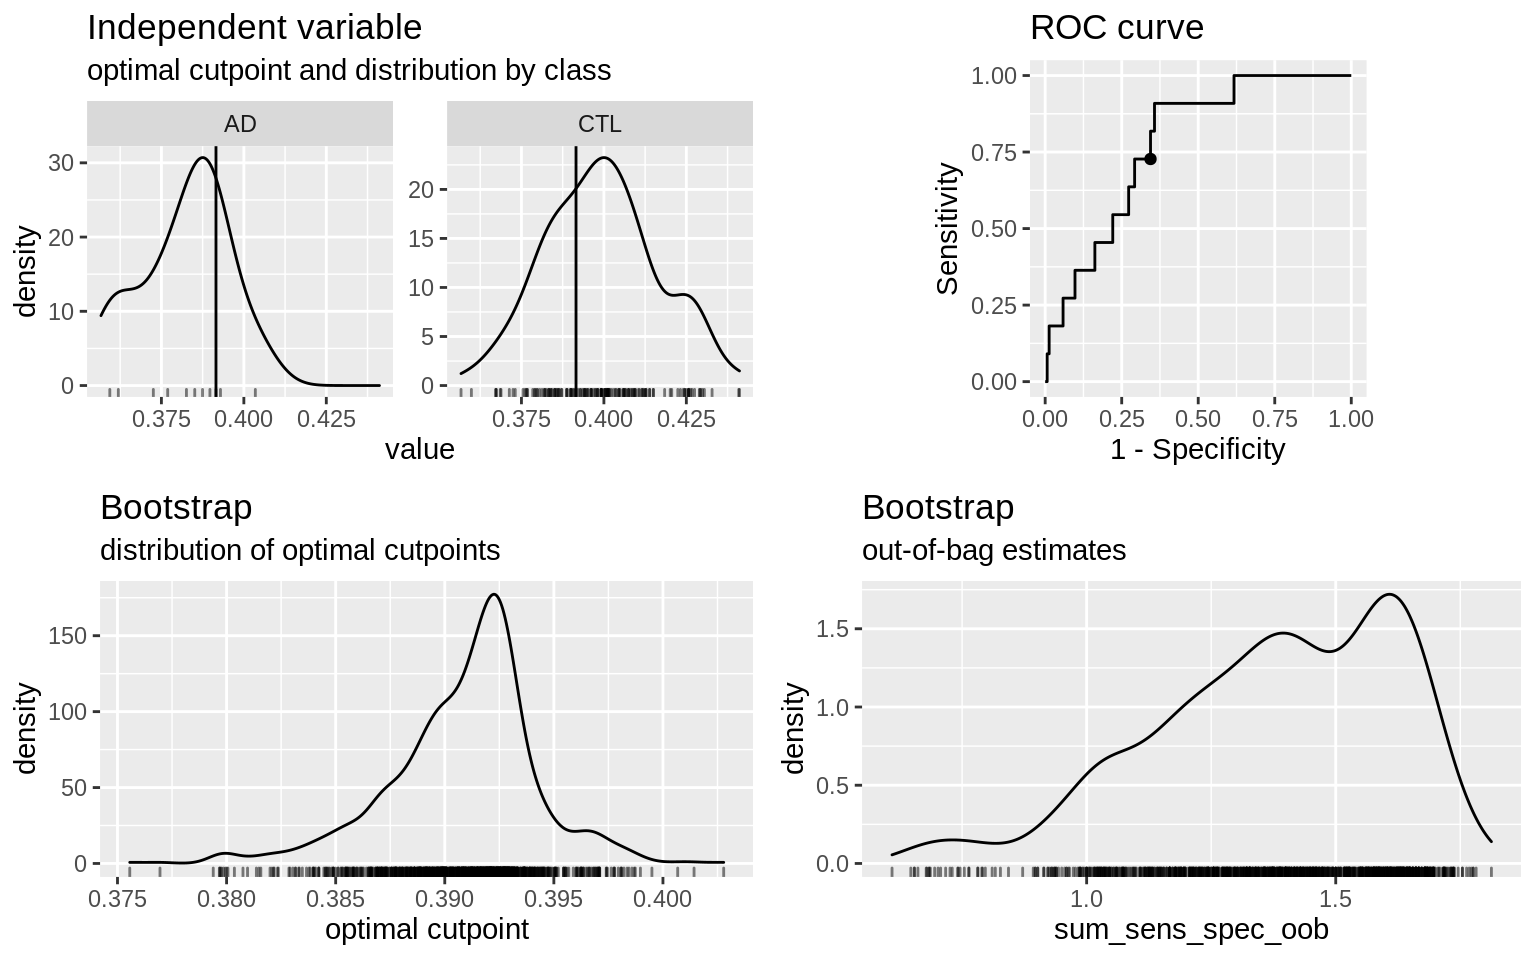 Independent variable
optimal cutpoint and distribution by class
AD
CTL
density
30
20
10
0
20
15
10
5
0
0.375 0.400 0.425
0.375 0.400 0.425
value
ROC curve
Sensitivity
1.00
0.75
0.50
0.25
0.00
0.00 0.25 0.50 0.75 1.00
1 - Specificity
Bootstrap
distribution of optimal cutpoints
density
150
100
50
0
0.375 0.380 0.385 0.390 0.395 0.400
optimal cutpoint
Bootstrap
out-of-bag estimates
density
1.5
1.0
0.5
0.0
1.0 1.5
sum_sens_spec_oob